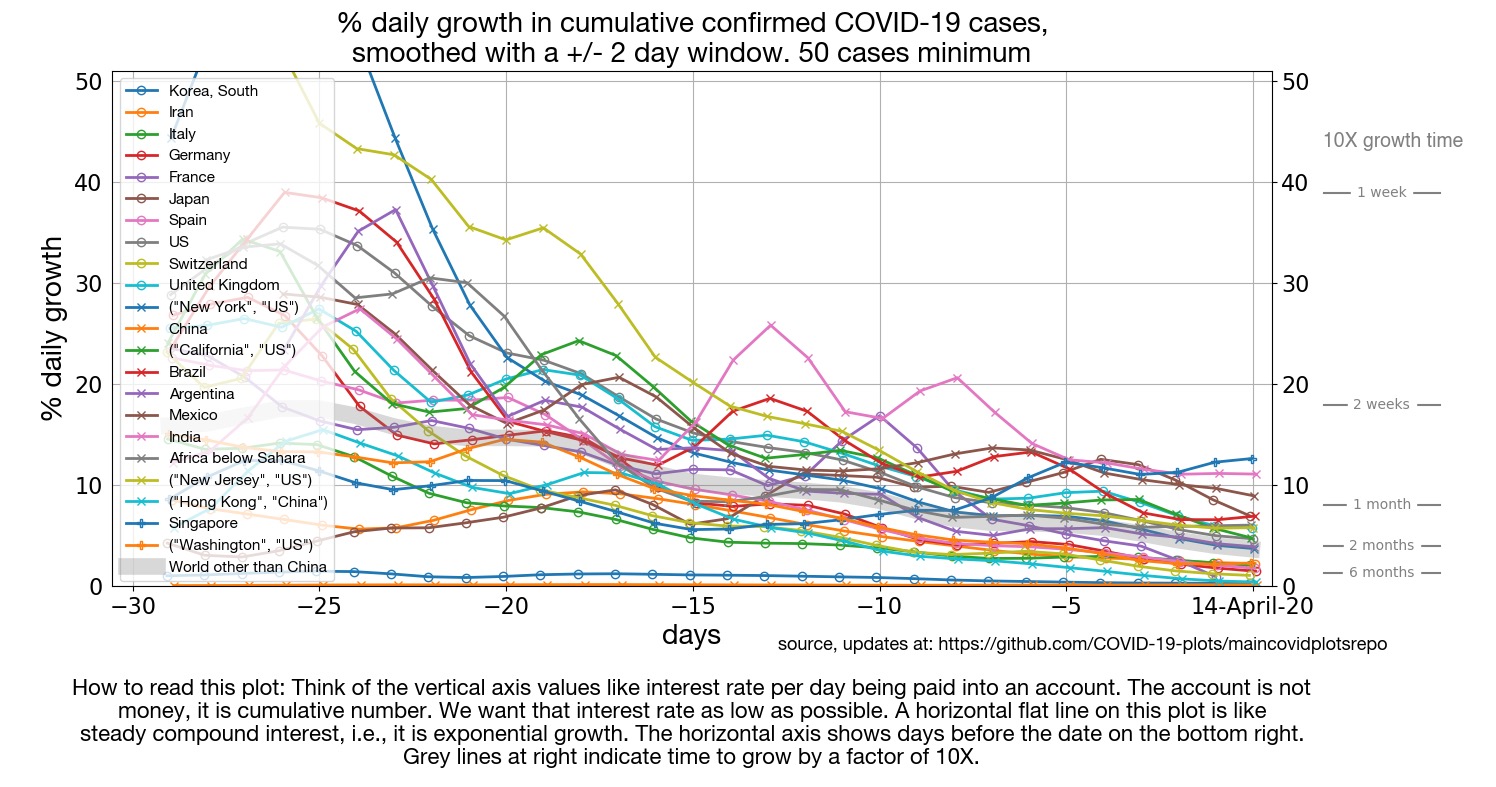 % daily growth in cumulative confirmed COVID-19 cases,
smoothed with a +/- 2 day window. 50 cases minimum
50
40
30
20
10
0
% daily growth
Korea, South
Iran
Italy
Germany
France
Japan
Spain
US
Switzerland
United Kingdom
("New York", "US")
China
("California", "US")
Brazil
Argentina
Mexico
India
Africa below Sahara
("New Jersey", "US")
("Hong Kong", "China")
Singapore
("Washington", "US")
World other than China
50
40
30
20
10
0
10X growth time
1 week
2 weeks
1 month
2 months
6 months
−30
−25
−20
−15
−10
−5
14-April-20
days
source, updates at: https://github.com/COVID-19-plots/maincovidplotsrepo
How to read this plot: Think of the vertical axis values like interest rate per day being paid into an account. The account is not
money, it is cumulative number. We want that interest rate as low as possible. A horizontal flat line on this plot is like
steady compound interest, i.e., it is exponential growth. The horizontal axis shows days before the date on the bottom right.
Grey lines at right indicate time to grow by a factor of 10X.